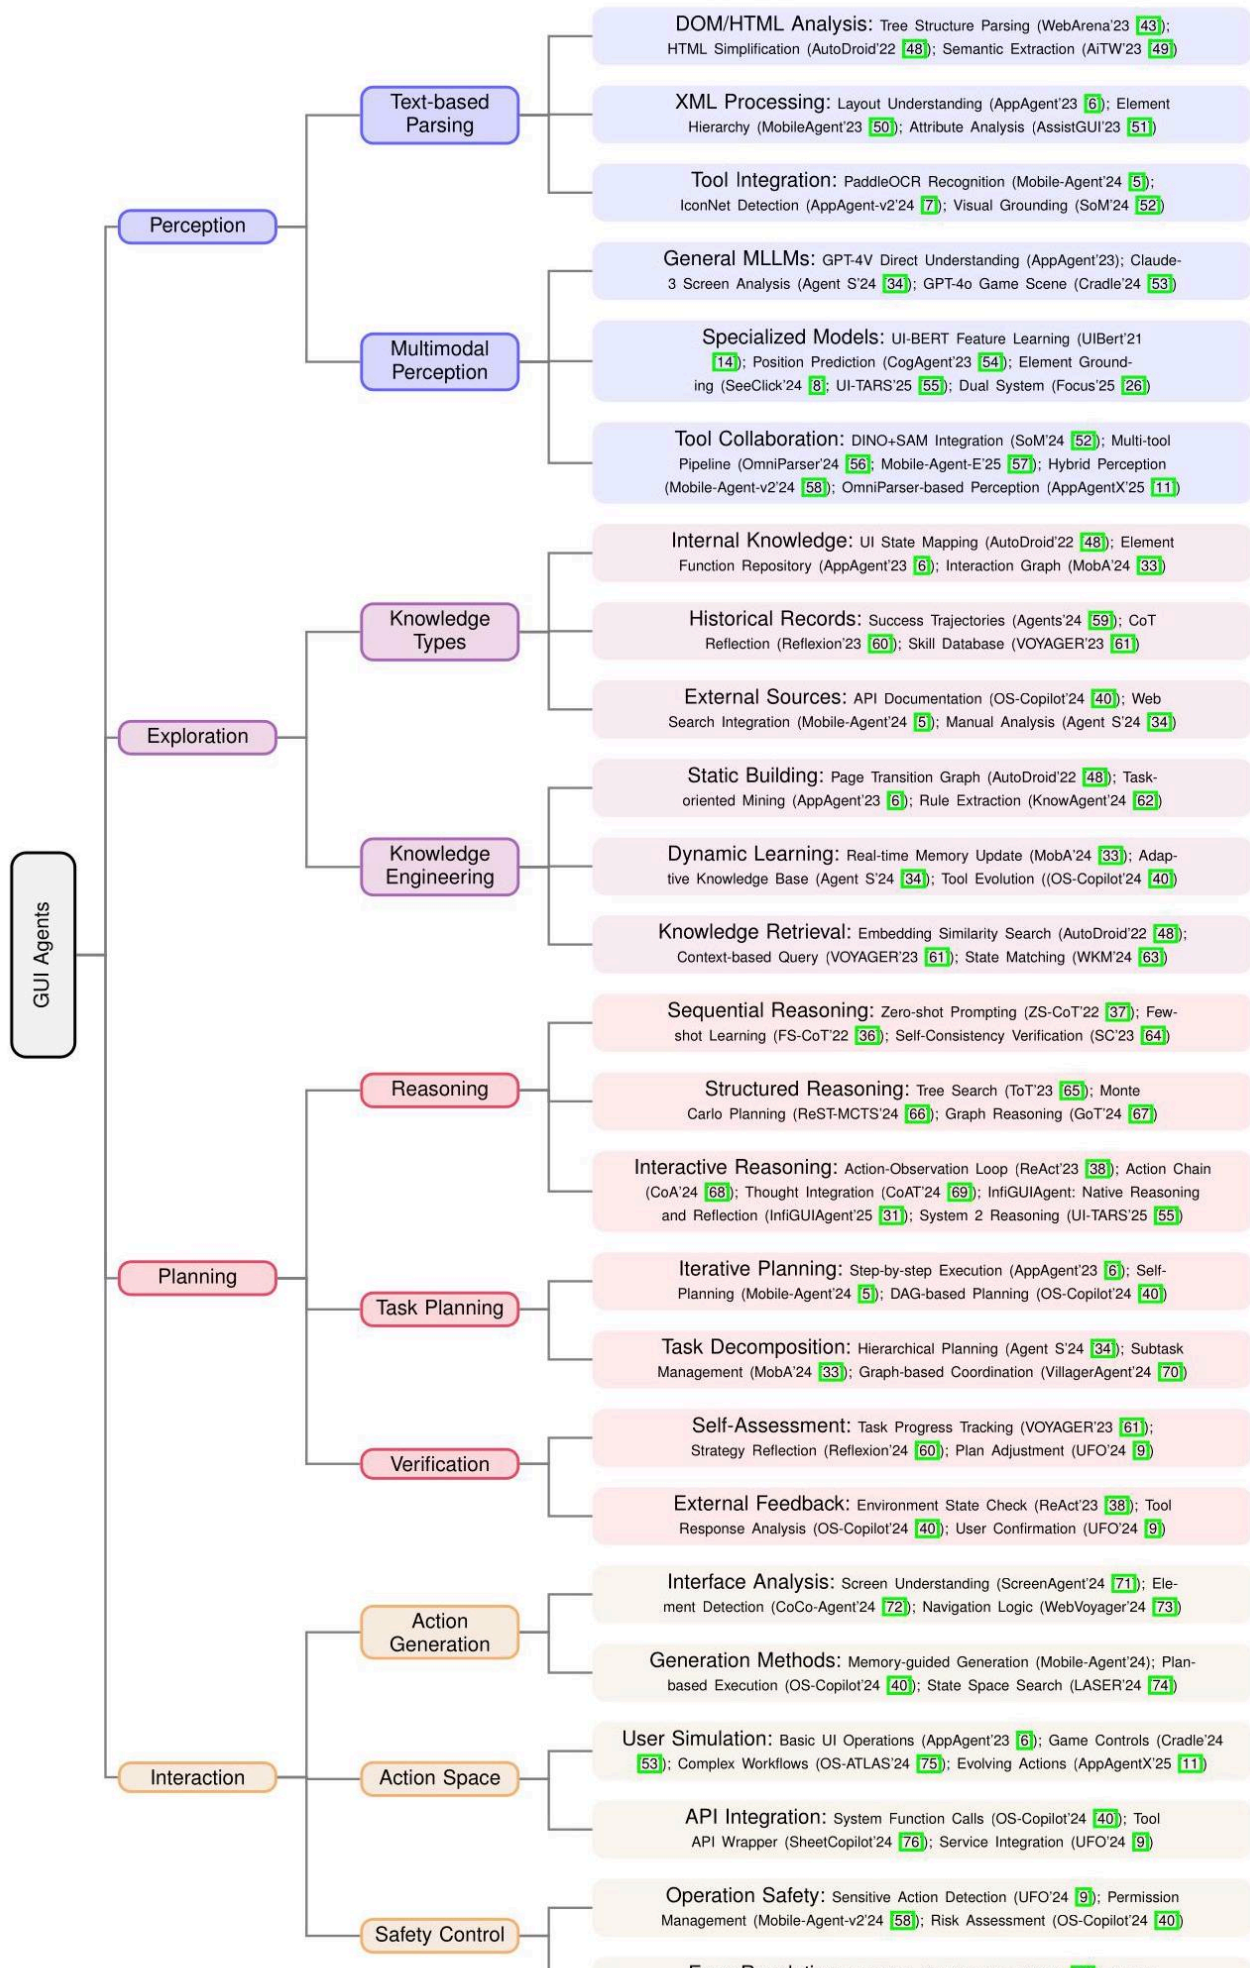 DOM/HTML Analysis: Tree Structure Parsing (WebArena'23 [43]);
HTML Simplification (AutoDroid'22 [48]); Semantic Extraction (AiTW'23 [49])
Text-based
Parsing
XML Processing: Layout Understanding (AppAgent'23 [6]); Element
Hierarchy (MobileAgent'23 [50]); Attribute Analysis (AssistGUI'23 [51])
Tool Integration: PaddleOCR Recognition (Mobile-Agent'24 [5]);
IconNet Detection (AppAgent-v2'24 [7]); Visual Grounding (SoM'24 [52])
Perception
General MLLMs: GPT-4V Direct Understanding (AppAgent'23); Claude-
3 Screen Analysis (Agent S'24 [34]); GPT-4o Game Scene (Cradle'24 [53])
Multimodal
Perception
Specialized Models: UI-BERT Feature Learning (UIBert'21
[14]); Position Prediction (CogAgent'23 [54]); Element Ground-
ing (SeeClick'24 [8]; UI-TARS'25 [55]); Dual System (Focus'25 [26])
Tool Collaboration: DINO+SAM Integration (SoM'24 [52]); Multi-tool
Pipeline (OmniParser'24 [56]; Mobile-Agent-E'25 [57]); Hybrid Perception
(Mobile-Agent-v2'24 [58]); OmniParser-based Perception (AppAgentX'25 [11])
Internal Knowledge: UI State Mapping (AutoDroid'22 [48]); Element
Function Repository (AppAgent'23 [6]); Interaction Graph (MobA'24 [33])
Knowledge
Types
Historical Records: Success Trajectories (Agents'24 [59]); CoT
Reflection (Reflexion'23 [60]); Skill Database (VOYAGER'23 [61])
External Sources: API Documentation (OS-Copilot'24 [40]); Web
Search Integration (Mobile-Agent'24 [5]); Manual Analysis (Agent S'24 [34])
Exploration
Static Building: Page Transition Graph (AutoDroid'22 [48]); Task-
oriented Mining (AppAgent'23 [6]); Rule Extraction (KnowAgent'24 [62])
Knowledge
Engineering
Dynamic Learning: Real-time Memory Update (MobA'24 [33]); Adap-
tive Knowledge Base (Agent S'24 [34]); Tool Evolution ((OS-Copilot'24 [40])
Knowledge Retrieval: Embedding Similarity Search (AutoDroid'22 [48]);
Context-based Query (VOYAGER'23 [61]); State Matching (WKM'24 [63])
GUI Agents
Sequential Reasoning: Zero-shot Prompting (ZS-CoT'22 [37]); Few-
shot Learning (FS-CoT'22 [36]); Self-Consistency Verification (SC'23 [64])
Reasoning
Structured Reasoning: Tree Search (ToT'23 [65]); Monte
Carlo Planning (ReST-MCTS'24 [66]); Graph Reasoning (GoT'24 [67])
Interactive Reasoning: Action-Observation Loop (ReAct'23 [38]); Action Chain
(CoA'24 [68]); Thought Integration (CoAT'24 [69]); InfiGUIAgent: Native Reasoning
and Reflection (InfiGUIAgent'25 [31]); System 2 Reasoning (UI-TARS'25 [55])
Planning
Iterative Planning: Step-by-step Execution (AppAgent'23 [6]); Self-
Planning (Mobile-Agent'24 [5]); DAG-based Planning (OS-Copilot'24 [40])
Task Planning
Task Decomposition: Hierarchical Planning (Agent S'24 [34]); Subtask
Management (MobA'24 [33]); Graph-based Coordination (VillagerAgent'24 [70])
Self-Assessment: Task Progress Tracking (VOYAGER'23 [61]);
Strategy Reflection (Reflexion'24 [60]); Plan Adjustment (UFO'24 [9])
Verification
External Feedback: Environment State Check (ReAct'23 [38]); Tool
Response Analysis (OS-Copilot'24 [40]); User Confirmation (UFO'24 [9])
Interface Analysis: Screen Understanding (ScreenAgent'24 [71]); Ele-
ment Detection (CoCo-Agent'24 [72]); Navigation Logic (WebVoyager'24 [73])
Action
Generation
Generation Methods: Memory-guided Generation (Mobile-Agent'24); Plan-
based Execution (OS-Copilot'24 [40]); State Space Search (LASER'24 [74])
Interaction
User Simulation: Basic UI Operations (AppAgent'23 [6]); Game Controls (Cradle'24
[53]); Complex Workflows (OS-ATLAS'24 [75]); Evolving Actions (AppAgentX'25 [11])
Action Space
API Integration: System Function Calls (OS-Copilot'24 [40]); Tool
API Wrapper (SheetCopilot'24 [76]); Service Integration (UFO'24 [9])
Operation Safety: Sensitive Action Detection (UFO'24 [9]); Permission
Management (Mobile-Agent-v2'24 [58]); Risk Assessment (OS-Copilot'24 [40])
Safety Control